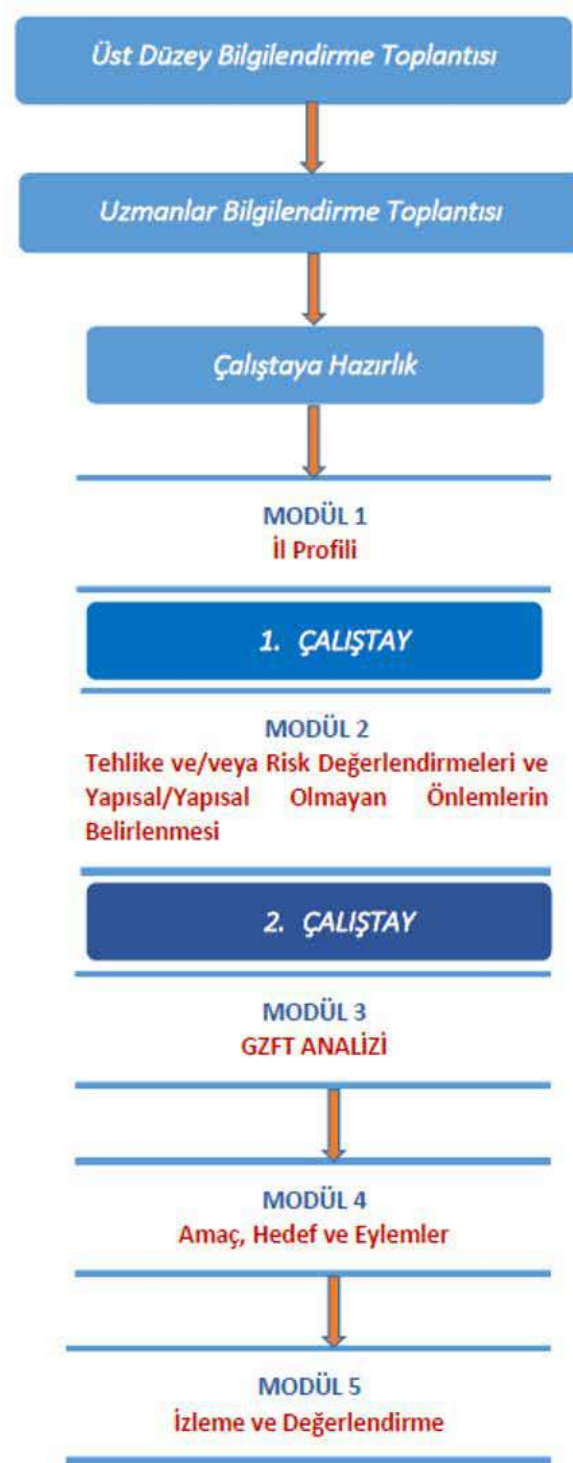 Üst Düzey Bilgilendirme Toplantısı
Uzmanlar Bilgilendirme Toplantısı
Çalıştaya Hazırlık
MODÜL 1
İl Profili
1. ÇALIŞTAY
MODÜL 2
Tehlike ve/veya Risk Değerlendirmeleri ve
Yapısal/Yapısal Olmayan Önlemlerin
Belirlenmesi
2. ÇALIŞTAY
MODÜL 3
GZFT ANALİZİ
MODÜL 4
Amaç, Hedef ve Eylemler
MODÜL 5
İzleme ve Değerlendirme